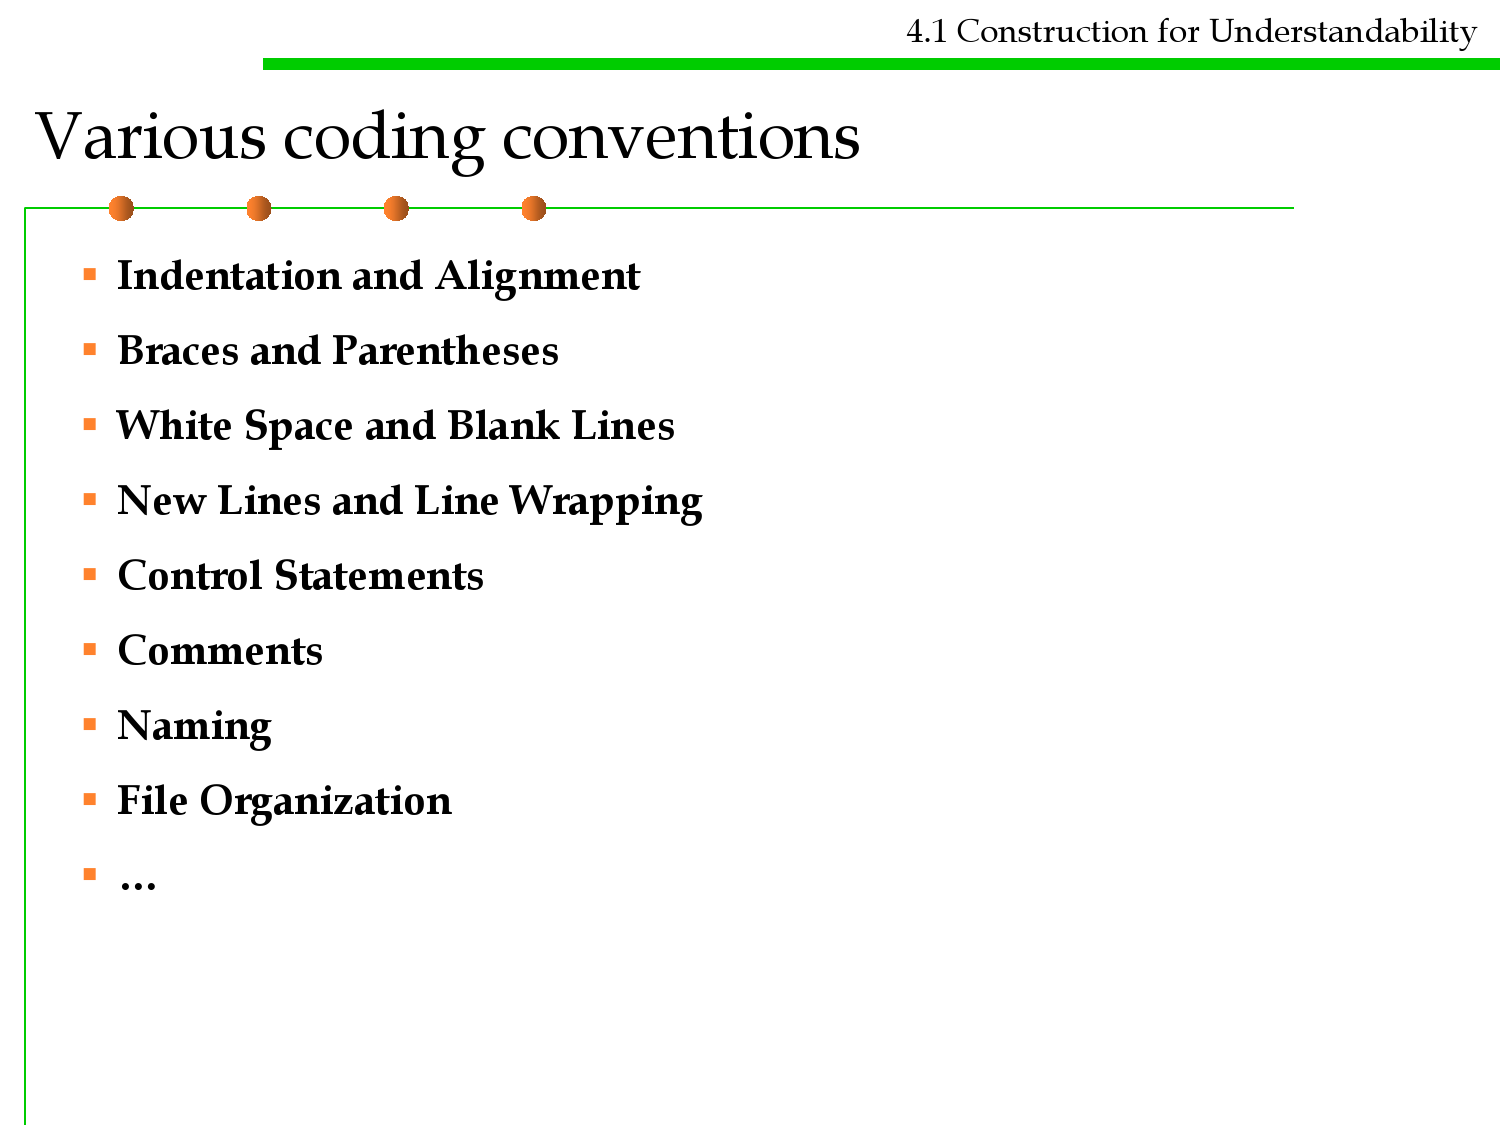 4.1 Construction for Understandability
Various coding conventions
▪ Indentation and Alignment
▪ Braces and Parentheses
▪ White Space and Blank Lines
▪ New Lines and Line Wrapping
▪ Control Statements
▪ Comments
▪ Naming
▪ File Organization
▪ …